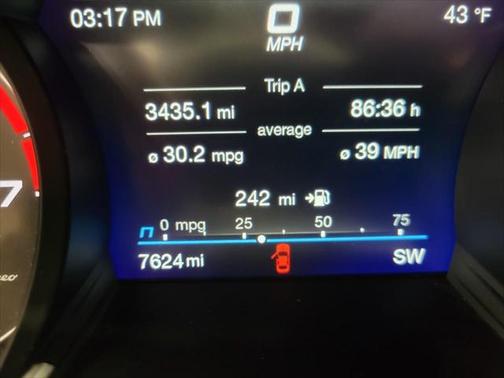 03:17 PM 0 43 °F
MPH
Trip A
3435.1 mi 86:36 h
average
ø 30.2 mpg ø 39 MPH
242 mi
0 mpg 25 50 75
7624 mi SW
7